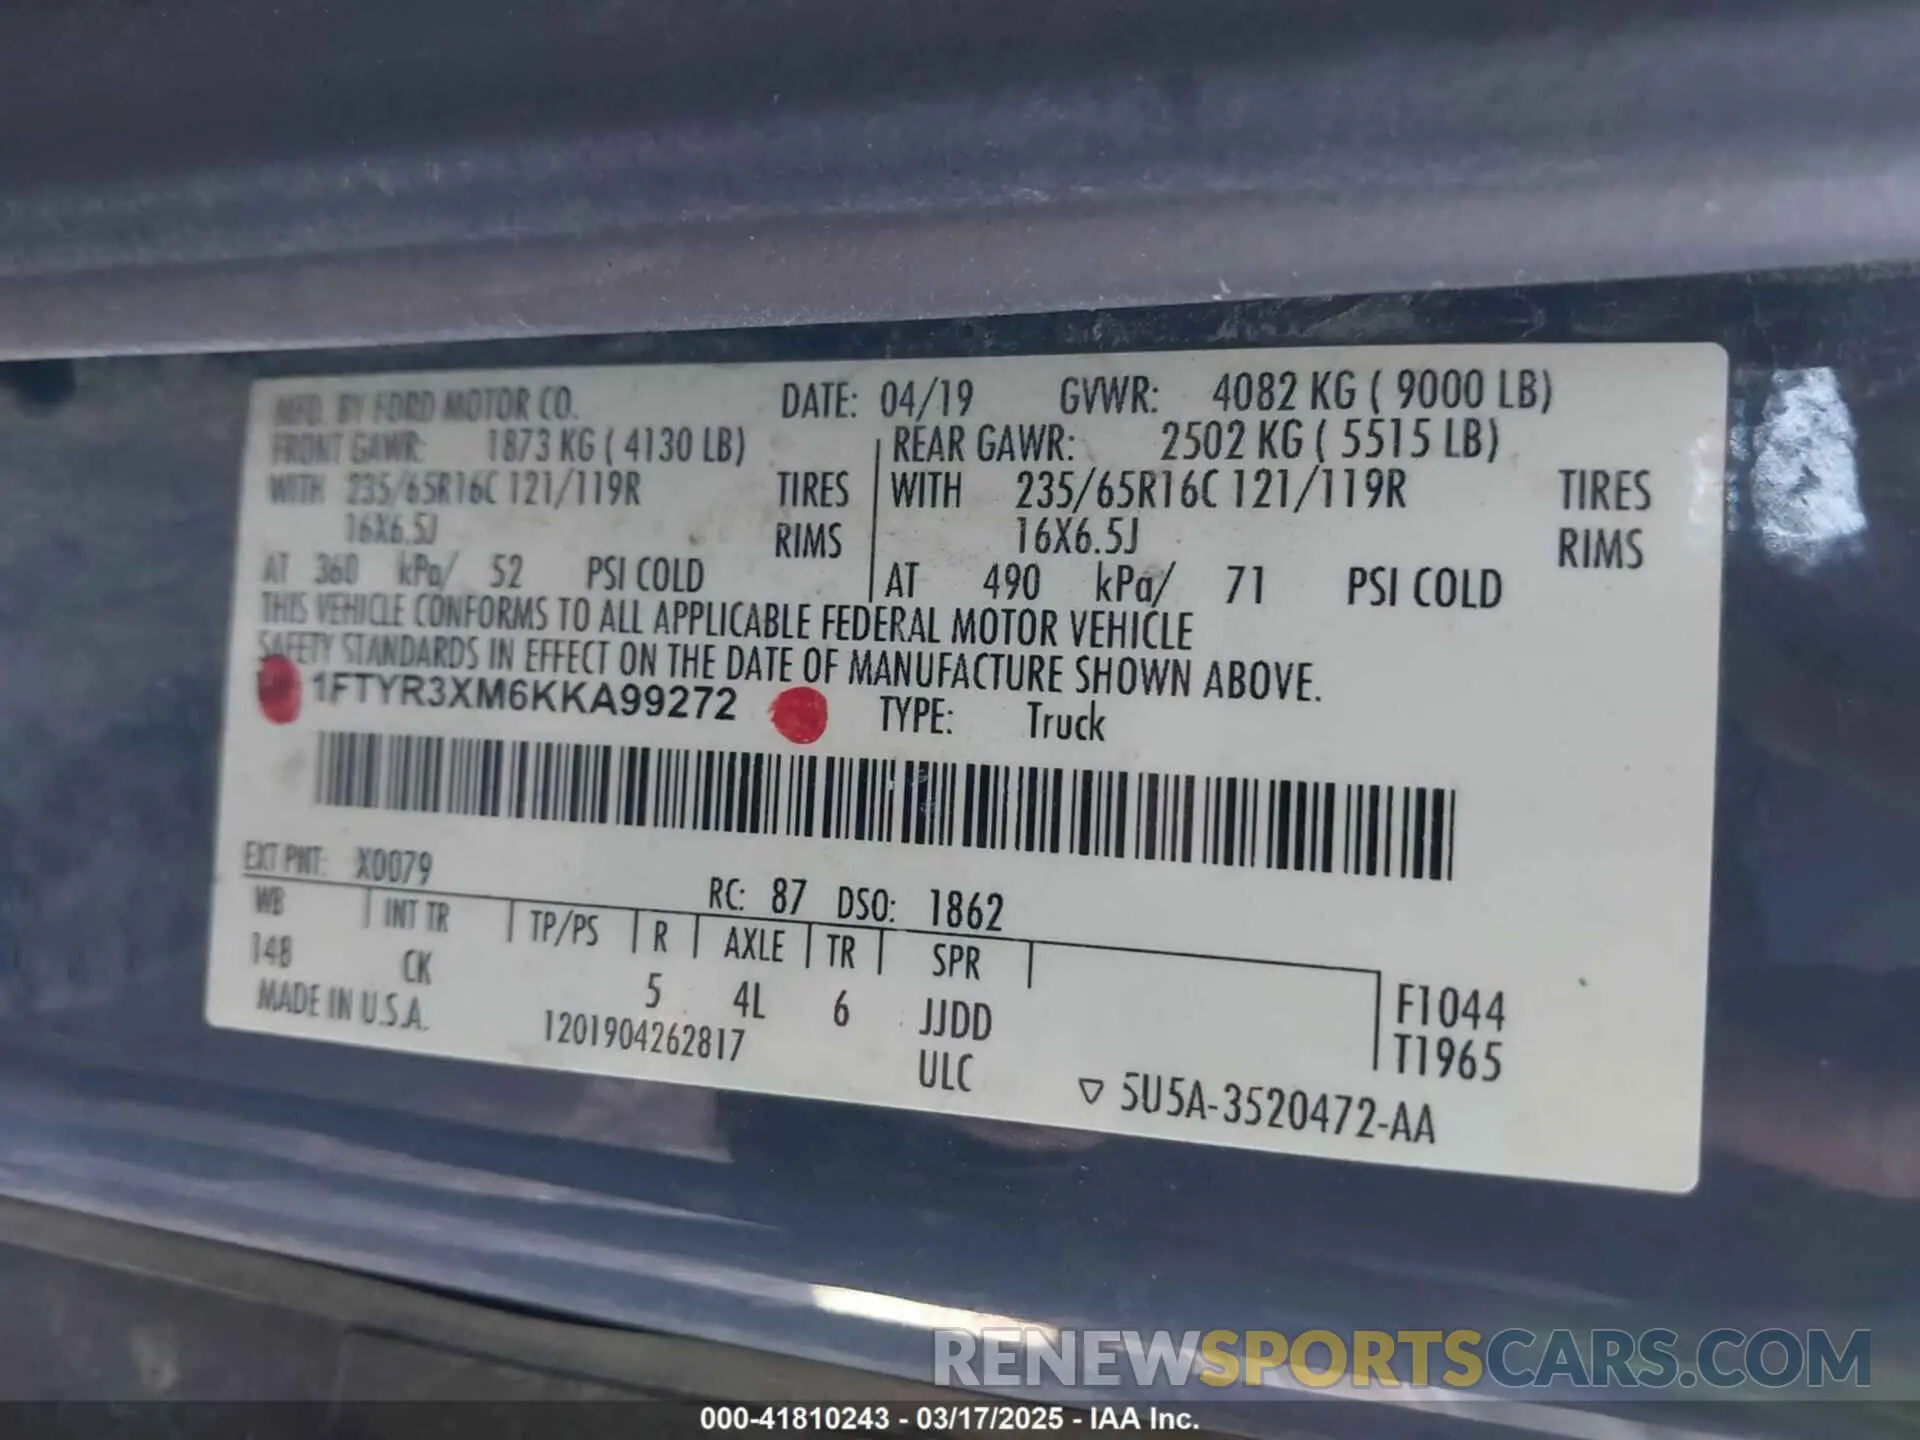 MFD. BY FORD MOTOR CO. DATE: 04/19 GVWR: 4082 KG ( 9000 LB)
FRONT GAWR: 1873 KG ( 4130 LB) REAR GAWR: 2502 KG ( 5515 LB)
WITH 235/65R16C 121/119R TIRES WITH 235/65R16C 121/119R TIRES
16X6.5J RIMS 16X6.5J RIMS
AT 360 kPa/ 52 PSI COLD AT 490 kPa/ 71 PSI COLD
THIS VEHICLE CONFORMS TO ALL APPLICABLE FEDERAL MOTOR VEHICLE
SAFETY STANDARDS IN EFFECT ON THE DATE OF MANUFACTURE SHOWN ABOVE.
1FTYR3XM6KKA99272 TYPE: Truck
EXT PNT: X0079 RC: 87 DSO: 1862
WB INT TR TP/PS R AXLE TR SPR
148 CK 5 4L 6 JJDD F1044
MADE IN U.S.A. 1201904262817 ULC T1965
▽ 5U5A-3520472-AA
RENEWSPORTSCARS.COM
000-41810243 - 03/17/2025 - IAA Inc.